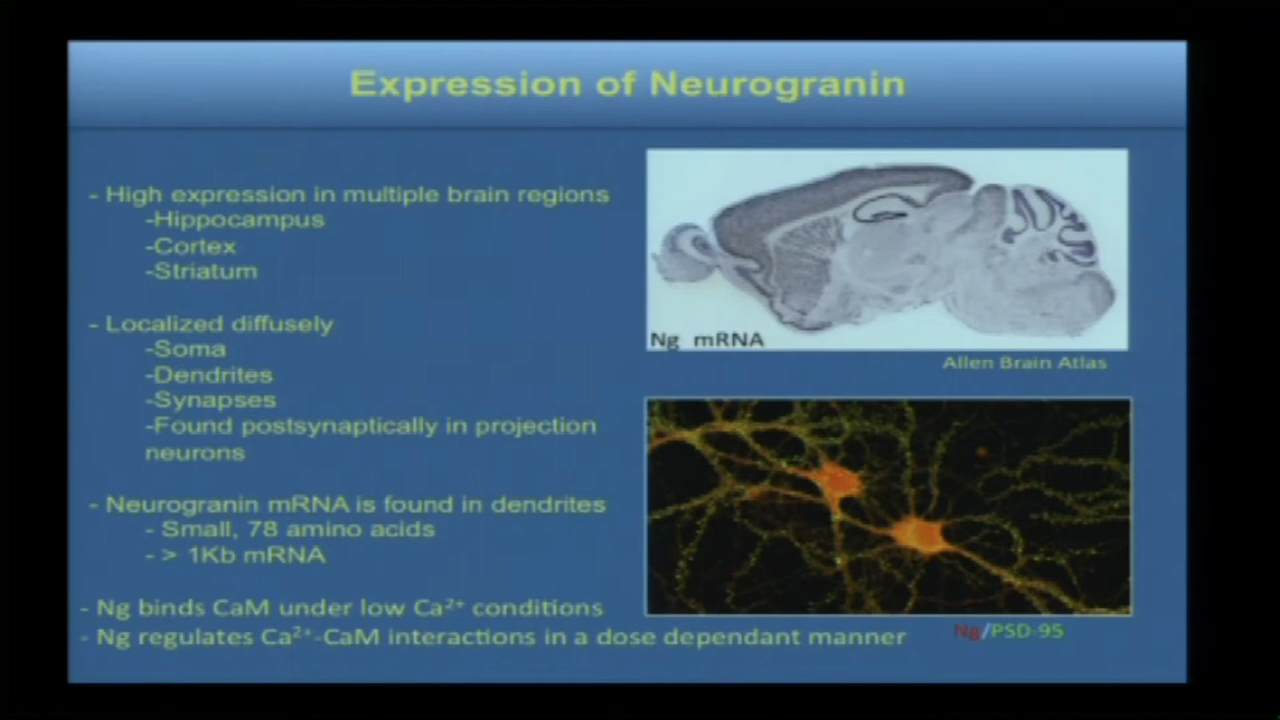 Expression of Neurogranin
- High expression in multiple brain regions
-Hippocampus
-Cortex
-Striatum
- Localized diffusely
-Soma
-Dendrites
-Synapses
-Found postsynaptically in projection
neurons
- Neurogranin mRNA is found in dendrites
- Small, 78 amino acids
- > 1Kb mRNA
- Ng binds CaM under low Ca²⁺ conditions
- Ng regulates Ca²⁺-CaM interactions in a dose dependant manner
Ng mRNA
Allen Brain Atlas
Ng/PSD-95